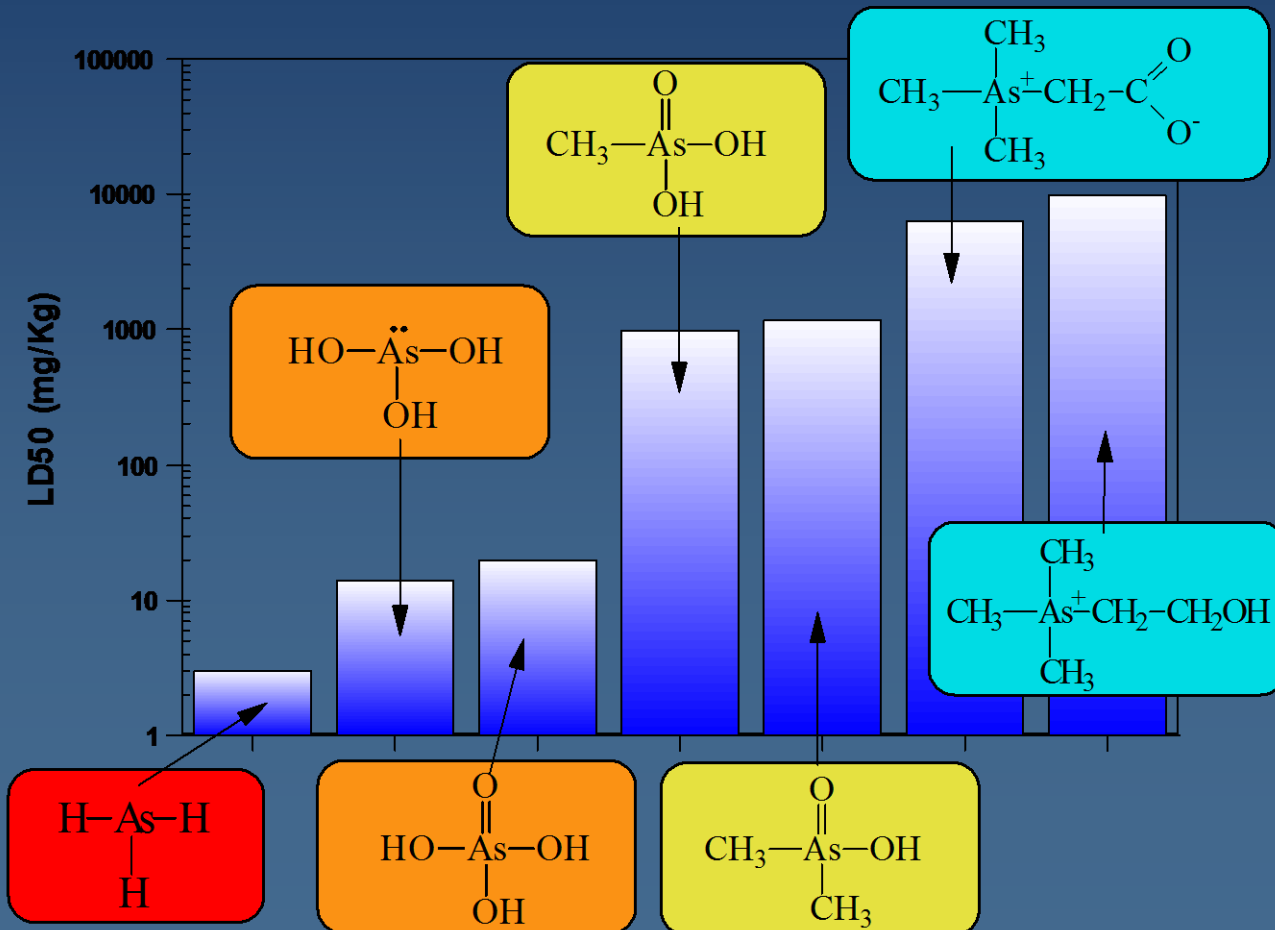 100000
10000
1000
100
10
1
LD50 (mg/Kg)
H—As—H
H
HO—As—OH
OH
O
HO—As—OH
OH
O
CH3—As—OH
OH
O
CH3—As—OH
CH3
CH3
O
CH3—As+—CH2—C
O-
CH3
CH3
CH3—As+—CH2—CH2OH
CH3